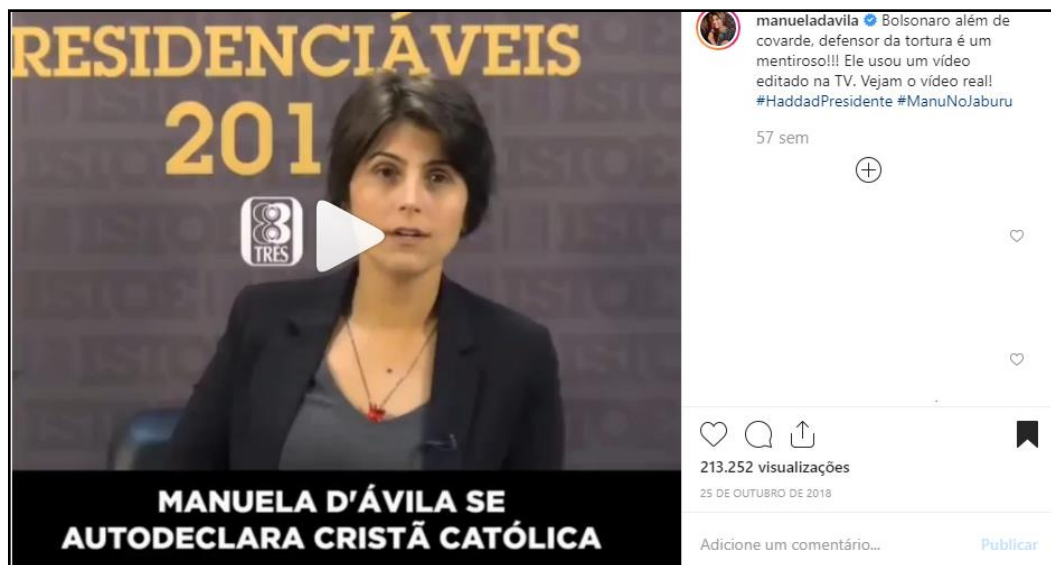 RESIDENCIÁVEIS
201
3
TRÊS
MANUELA D'ÁVILA SE
AUTODECLARA CRISTÃ CATÓLICA
manueladavila Bolsonaro além de
covarde, defensor da tortura é um
mentiroso!!! Ele usou um vídeo
editado na TV. Vejam o vídeo real!
#HaddadPresidente #ManuNoJaburu
57 sem
213.252 visualizações
25 DE OUTUBRO DE 2018
Adicione um comentário...
Publicar